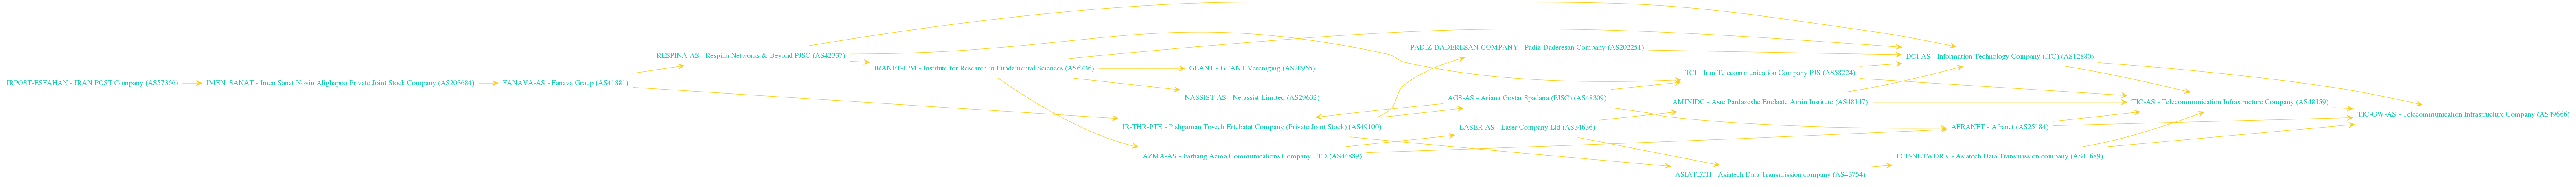 IRPOST-ESFAHAN - IRAN POST Company (AS57366)
IMEN_SANAT - Imen Sanat Novin Alighapoo Private Joint Stock Company (AS203684)
FANAVA-AS - Fanava Group (AS41881)
RESPINA-AS - Respina Networks & Beyond PJSC (AS42337)
IRANET-IPM - Institute for Research in Fundamental Sciences (AS6736)
GEANT - GEANT Vereniging (AS20965)
NASSIST-AS - Netassist Limited (AS29632)
IR-THR-PTE - Pishgaman Toseeh Ertebatat Company (Private Joint Stock) (AS49100)
AZMA-AS - Farhang Azma Communications Company LTD (AS44889)
PADIZ-DADERESAN-COMPANY - Padiz-Daderesan Company (AS202251)
AGS-AS - Ariana Gostar Spadana (PJSC) (AS48309)
LASER-AS - Laser Company Ltd (AS34636)
TCI - Iran Telecommunication Company PJS (AS58224)
AMINIDC - Asre Pardazeshe Ettelaate Amin Institute (AS48147)
ASIATECH - Asiatech Data Transmission company (AS43754)
DCI-AS - Information Technology Company (ITC) (AS12880)
AFRANET - Afranet (AS25184)
FCP-NETWORK - Asiatech Data Transmission company (AS41689)
TIC-AS - Telecommunication Infrastructure Company (AS48159)
TIC-GW-AS - Telecommunication Infrastructure Company (AS49666)